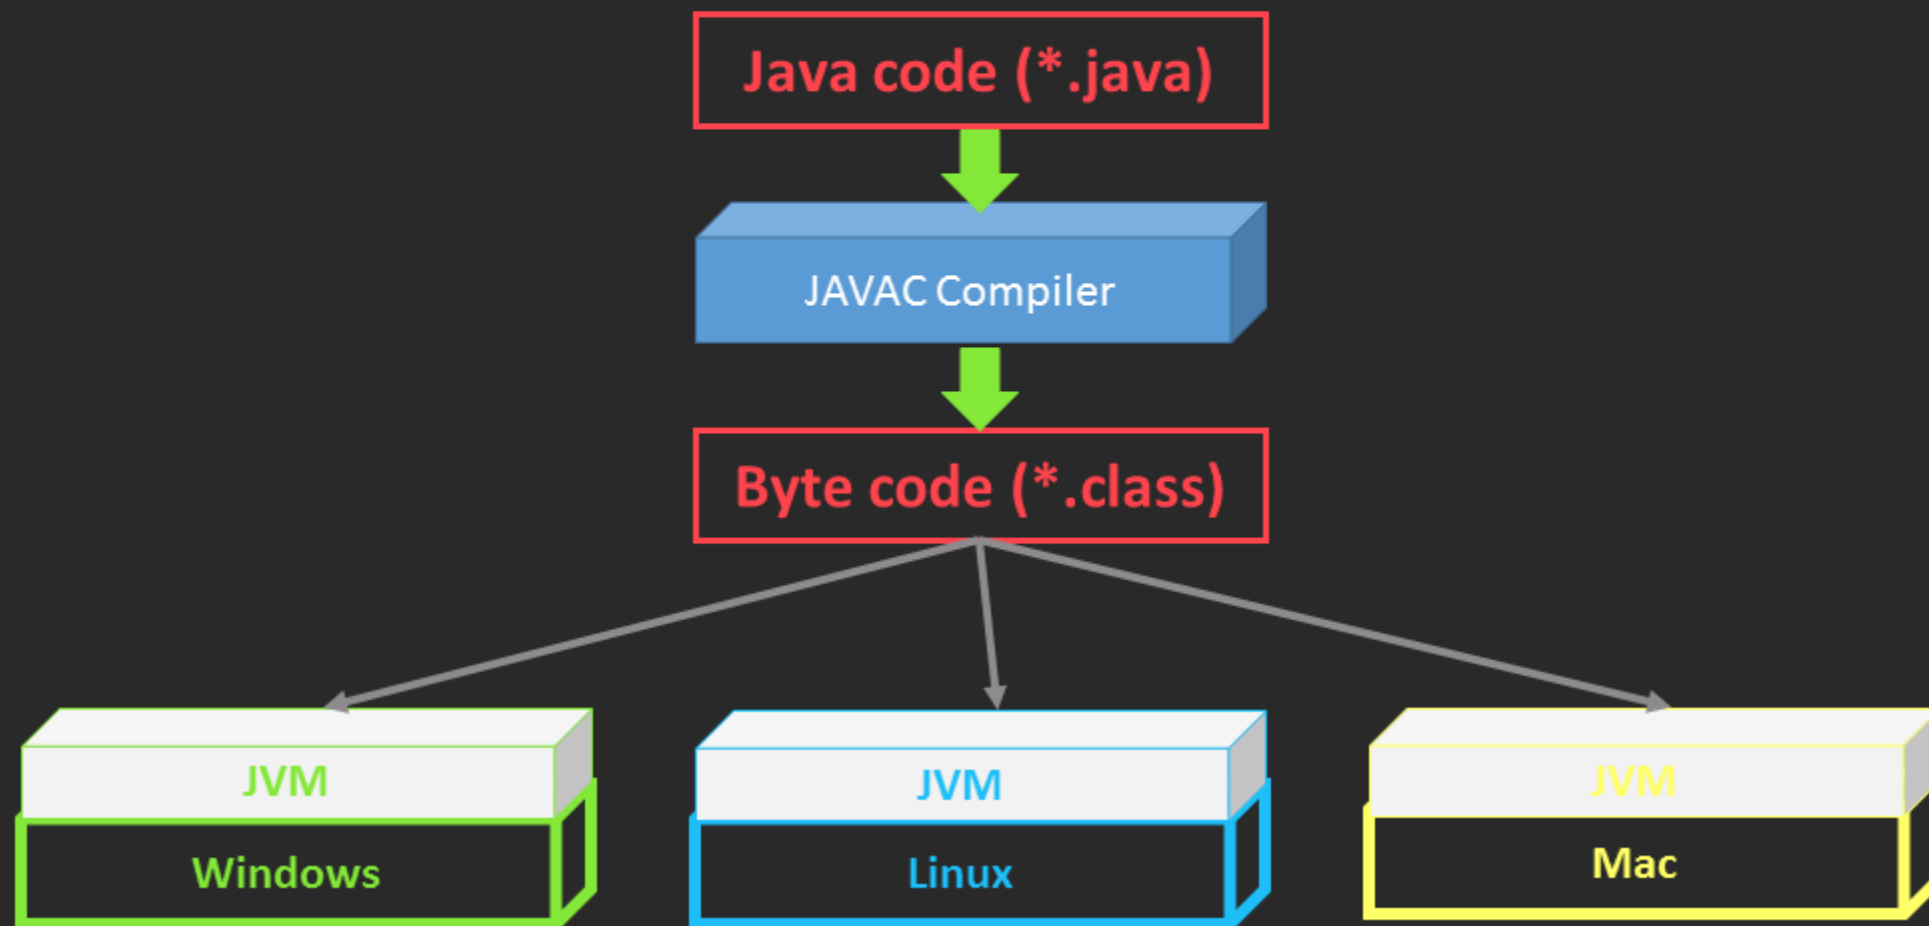 Java code (*.java)
JAVAC Compiler
Byte code (*.class)
JVM
JVM
JVM
Windows
Linux
Mac